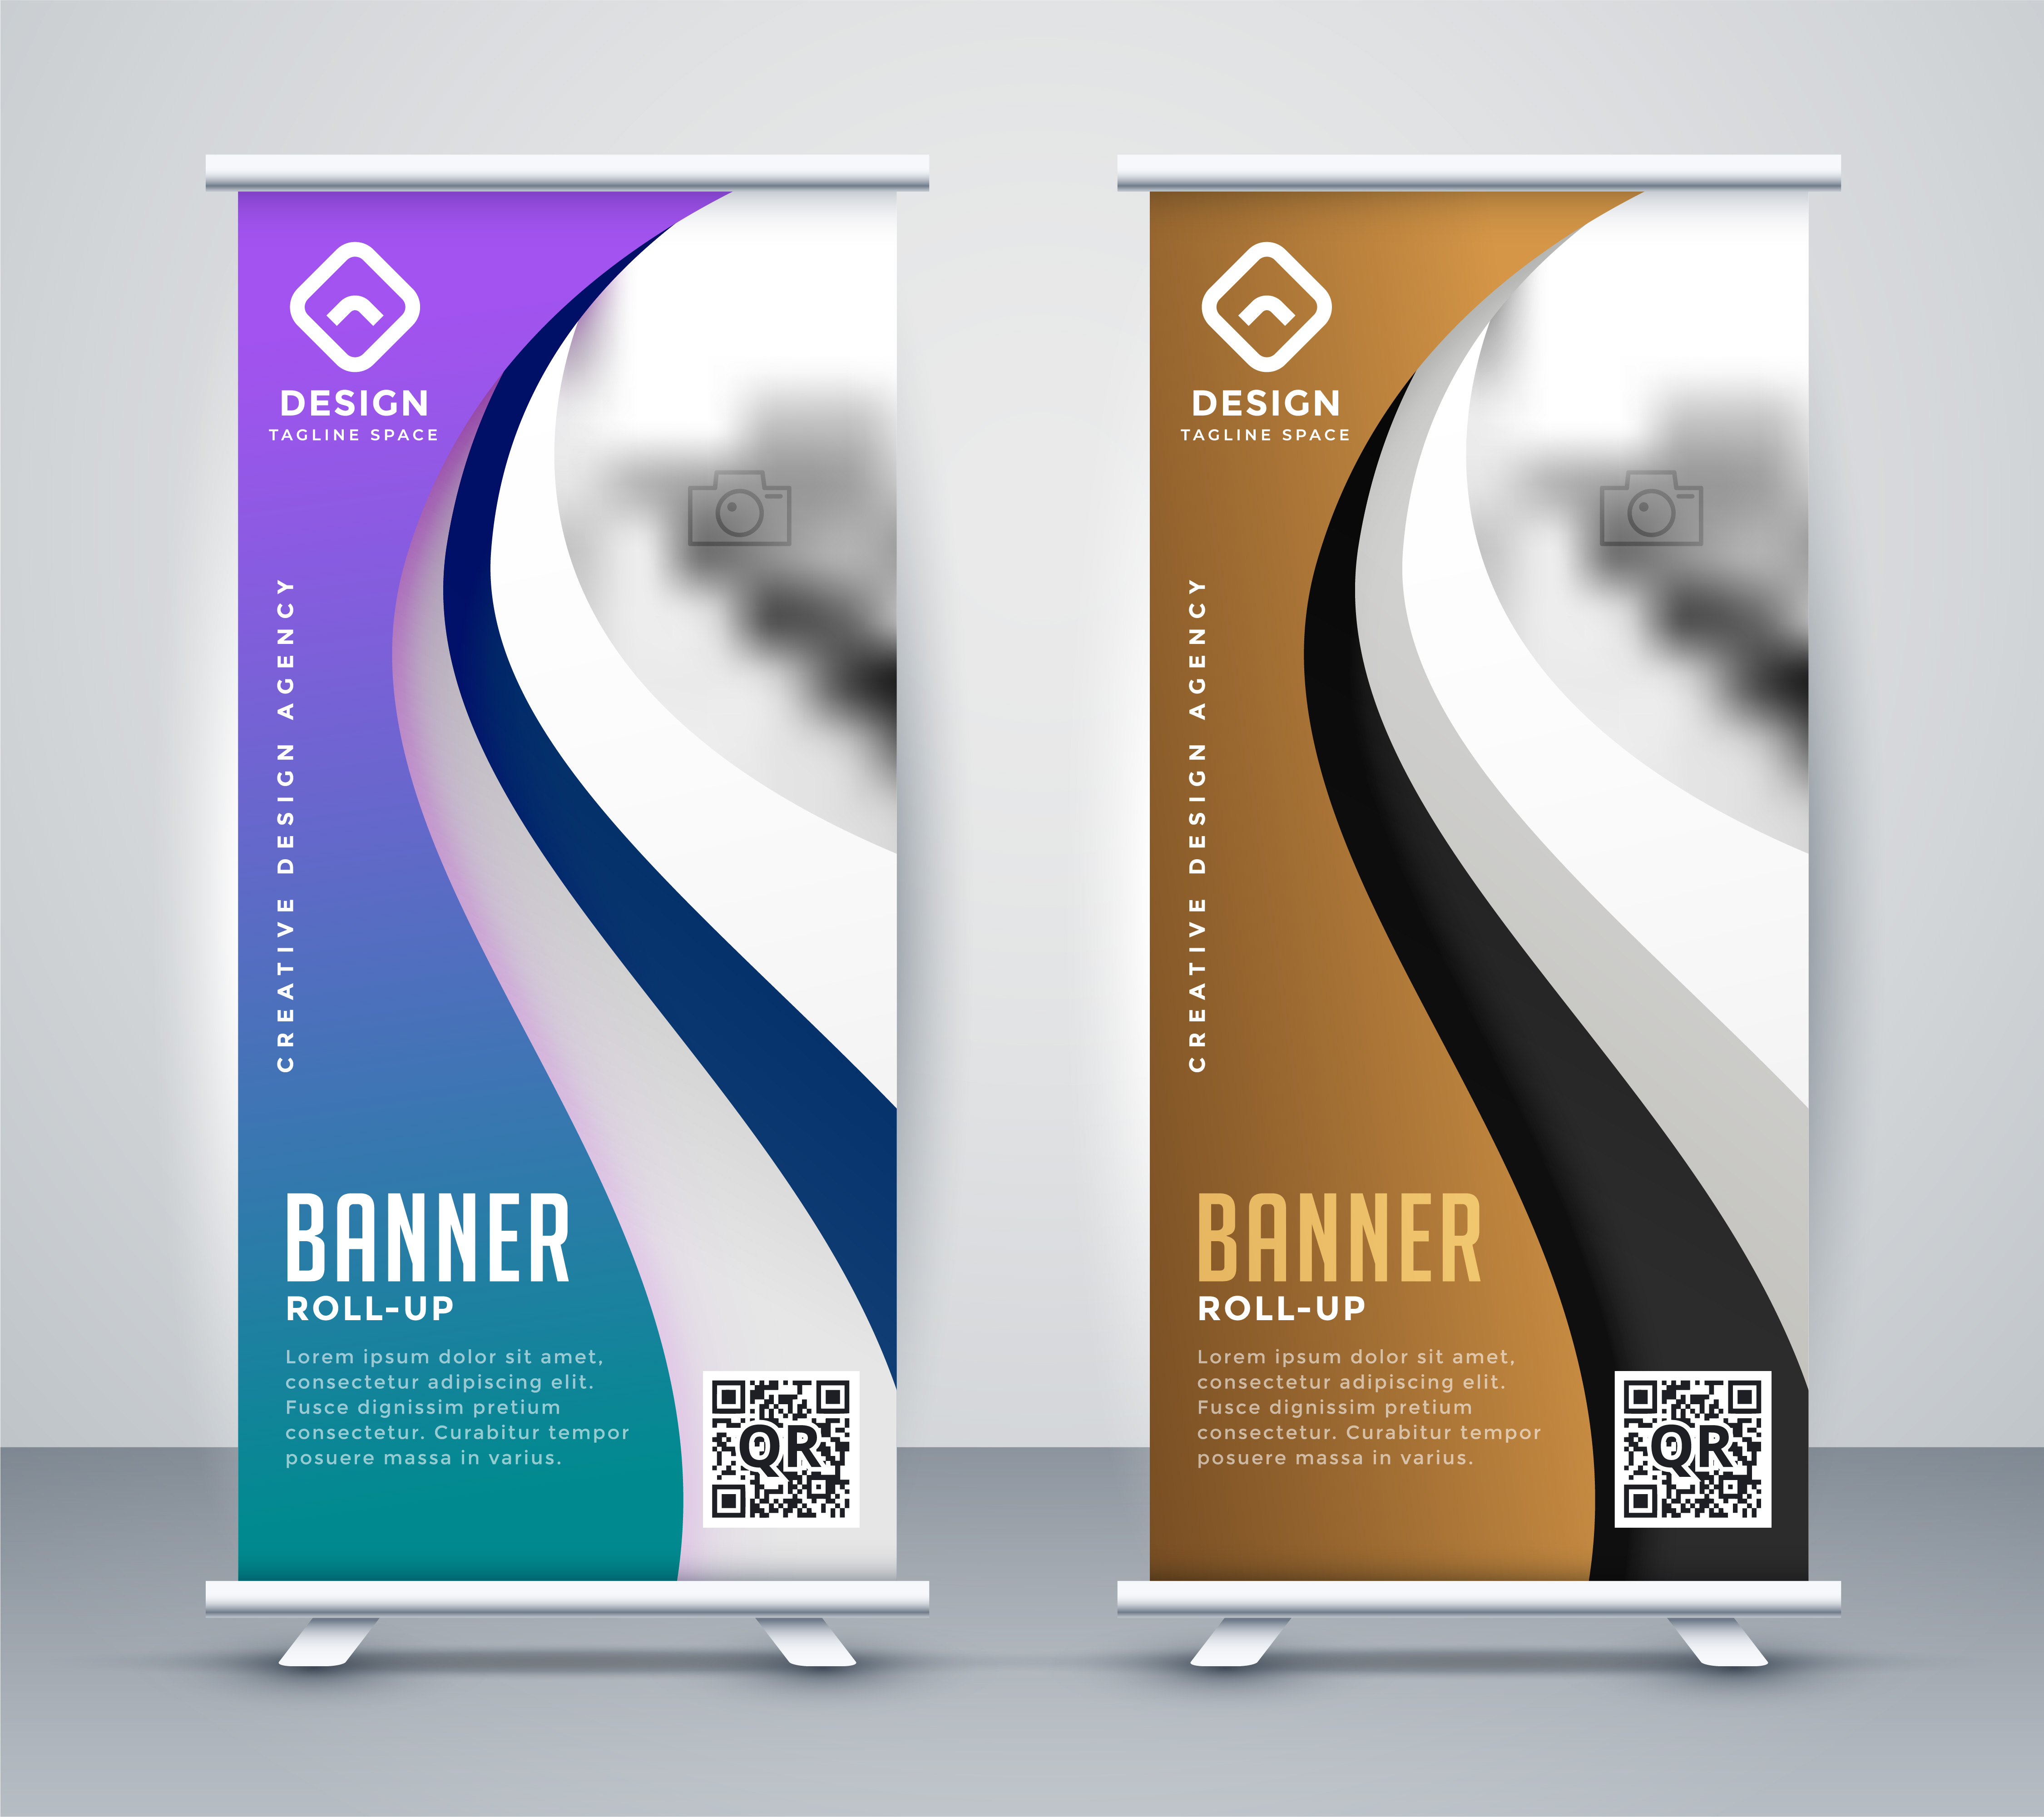 DESIGN
TAGLINE SPACE
CREATIVE DESIGN AGENCY
BANNER
ROLL-UP
Lorem ipsum dolor sit amet,
consectetur adipiscing elit.
Fusce dignissim pretium
consectetur. Curabitur tempor
posuere massa in varius.
QR
DESIGN
TAGLINE SPACE
CREATIVE DESIGN AGENCY
BANNER
ROLL-UP
Lorem ipsum dolor sit amet,
consectetur adipiscing elit.
Fusce dignissim pretium
consectetur. Curabitur tempor
posuere massa in varius.
QR